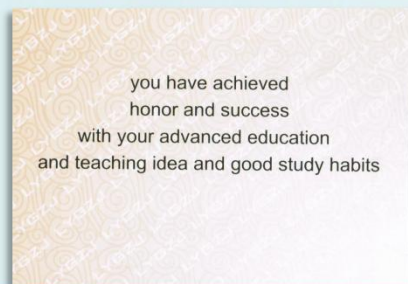 you have achieved
honor and success
with your advanced education
and teaching idea and good study habits